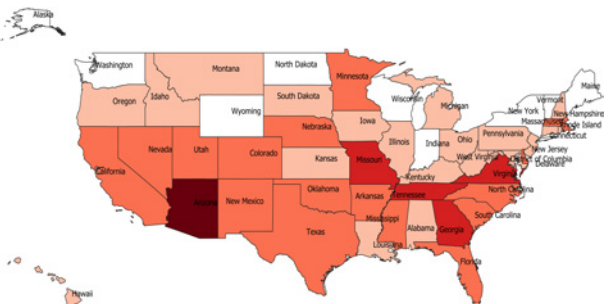 Alaska
Washington
Montana
North Dakota
Minnesota
Maine
Oregon
Idaho
Wyoming
South Dakota
Wisconsin
Michigan
New York
Vermont
New Hampshire
Massachuse
ode Island
Connecticut
Nebraska
Iowa
Illinois
Indiana
Ohio
Pennsylvania
New Jersey
District of Columbia
Delaware
Nevada
Utah
Colorado
Kansas
Missouri
Kentucky
West Virginia
Virginia
California
Arizona
New Mexico
Oklahoma
Arkansas
Tennessee
North Carolina
Texas
Mississippi
Alabama
Georgia
South Carolina
Louisiana
Florida
Hawaii